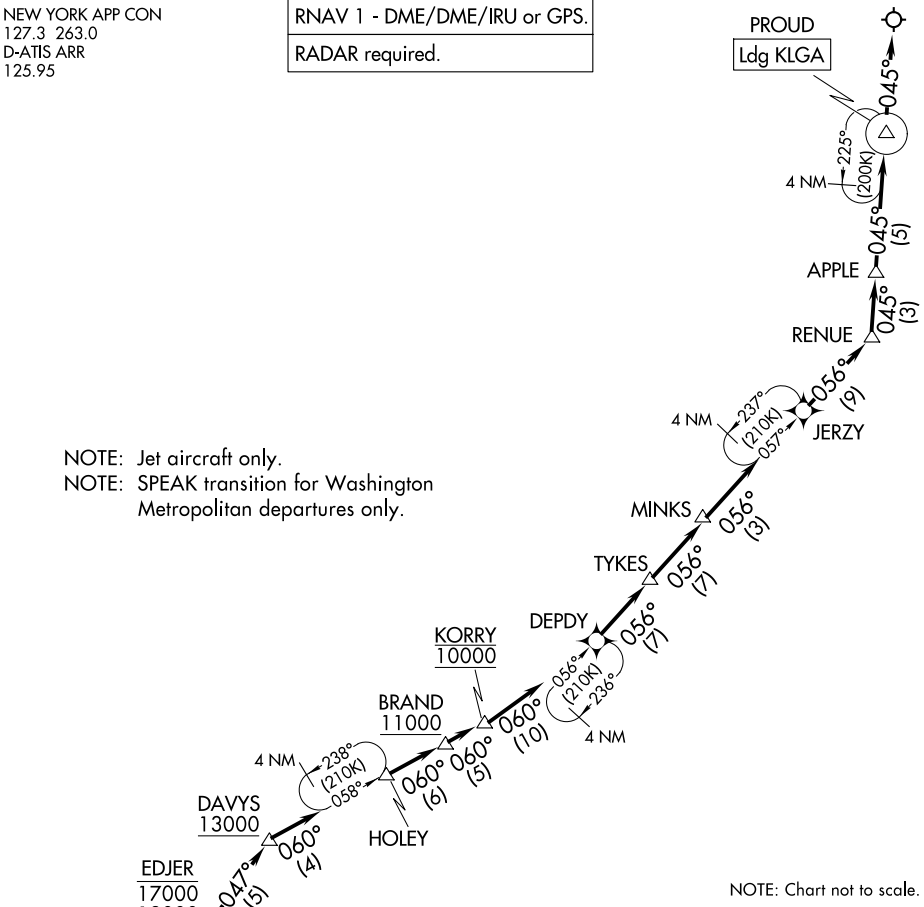 NEW YORK APP CON
127.3 263.0
D-ATIS ARR
125.95
RNAV 1 - DME/DME/IRU or GPS.
RADAR required.
PROUD
Ldg KLGA
045°
225°
(200K)
4 NM
045°
(5)
APPLE
045°
(3)
RENUE
056°
(9)
237°
(210K)
057°
4 NM
JERZY
NOTE: Jet aircraft only.
NOTE: SPEAK transition for Washington
Metropolitan departures only.
MINKS
056°
(3)
TYKES
056°
(7)
DEPDY
056°
(7)
056°
(210K)
236°
4 NM
KORRY
10000
060°
(10)
BRAND
11000
060°
(5)
060°
(6)
4 NM
238°
(210K)
058°
HOLEY
DAVYS
13000
060°
(4)
EDJER
17000
047°
(5)
NOTE: Chart not to scale.